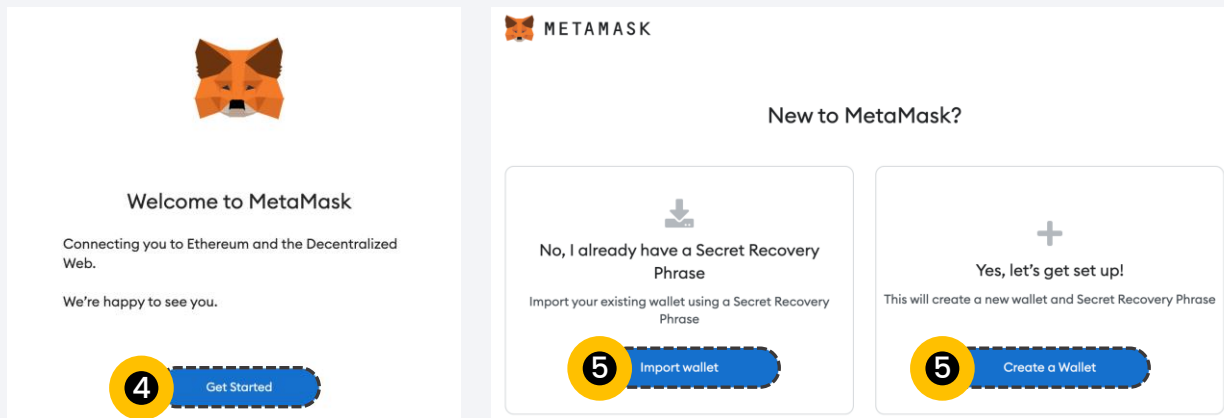 Welcome to MetaMask
Connecting you to Ethereum and the Decentralized
Web.
We're happy to see you.
4
Get Started
METAMASK
New to MetaMask?
No, I already have a Secret Recovery
Phrase
Import your existing wallet using a Secret Recovery
Phrase
5
Import wallet
Yes, let's get set up!
This will create a new wallet and Secret Recovery Phrase
5
Create a Wallet